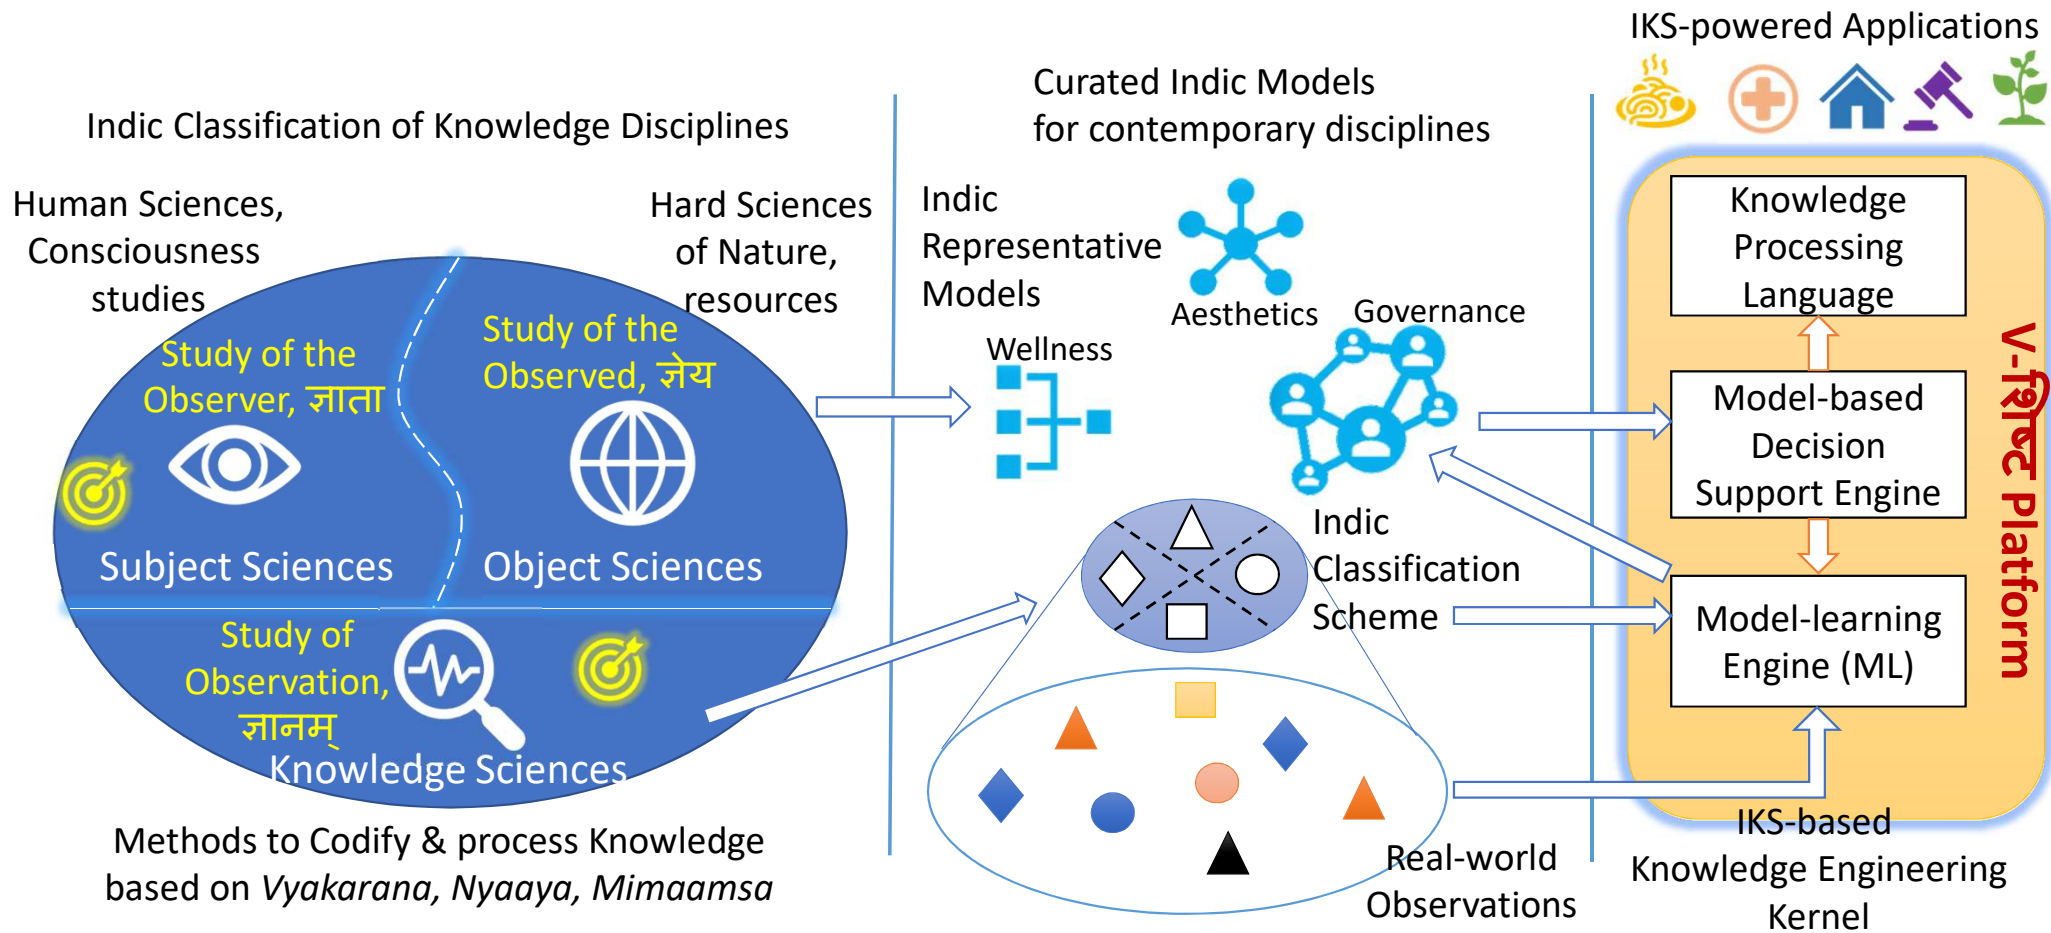 Indic Classification of Knowledge Disciplines
Human Sciences,
Consciousness
studies
Hard Sciences
of Nature,
resources
Study of the
Observer, ज्ञाता
Study of the
Observed, ज्ञेय
Subject Sciences
Object Sciences
Study of
Observation,
ज्ञानम्
Knowledge Sciences
Methods to Codify & process Knowledge
based on Vyakarana, Nyaaya, Mimaamsa
Curated Indic Models
for contemporary disciplines
Indic
Representative
Models
Aesthetics
Governance
Wellness
Indic
Classification
Scheme
Real-world
Observations
IKS-powered Applications
Knowledge
Processing
Language
Model-based
Decision
Support Engine
Model-learning
Engine (ML)
V-शिष्ट Platform
IKS-based
Knowledge Engineering
Kernel